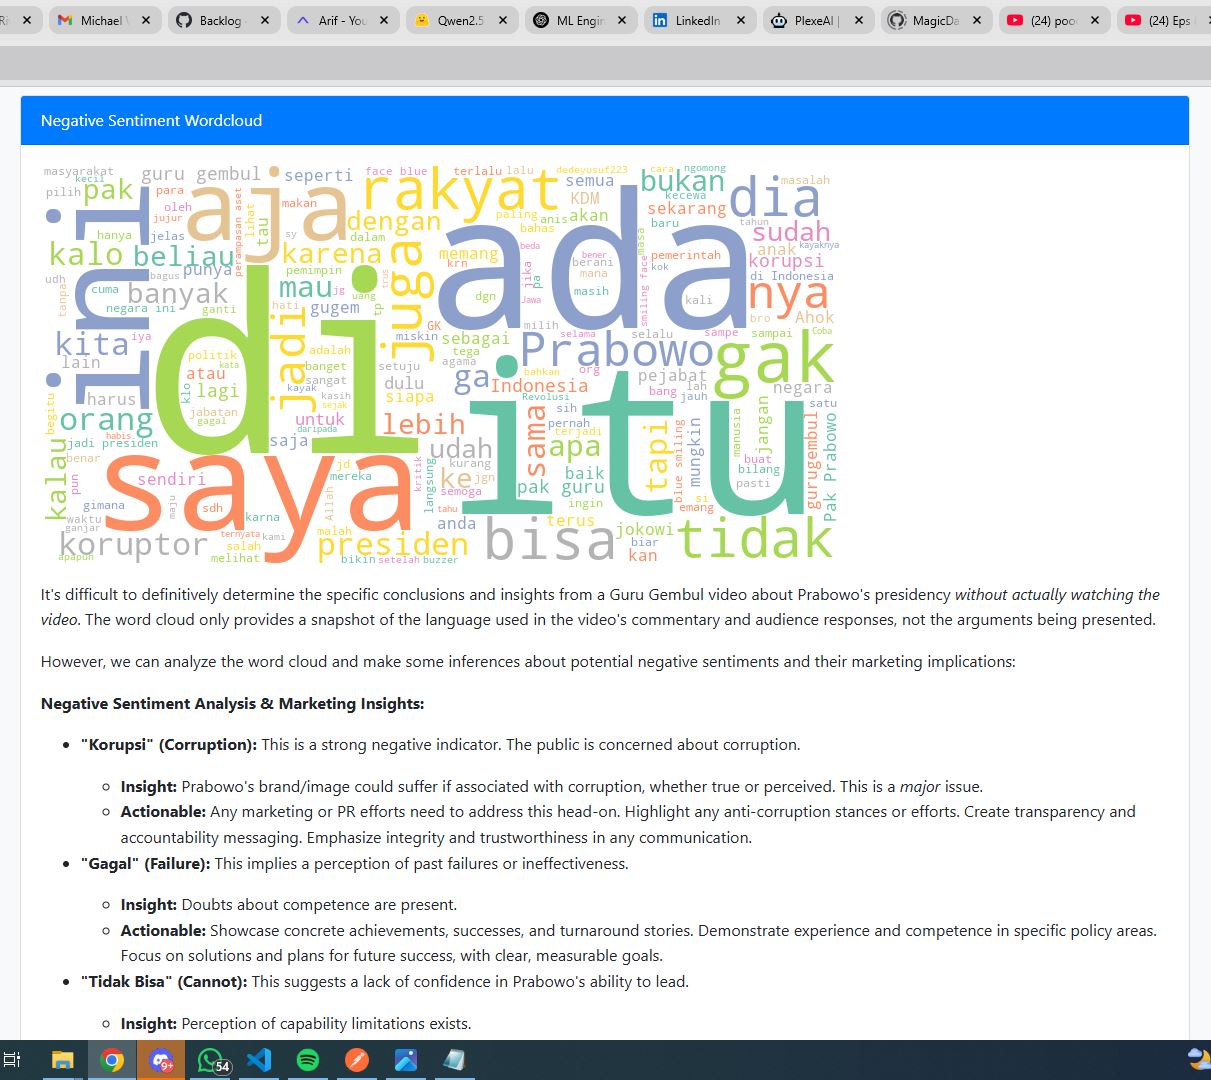 Michael
Backlog
Arif - You
Qwen2.5
ML Engin
LinkedIn
PlexeAI |
MagicDa
(24) pood
(24) Eps
Negative Sentiment Wordcloud
masyarakat guru gembul seperti face blue terlalu lalu dedeyusuf223 cara ngomong
kecil aja rakyat semua bukan dia masalah
pilih pak para makan KDM kecewa
oleh dengan paling anis akan sekarang tahun
jujur perampasan aset lihat tau bahas baru sudah
hanya jelas sy dalam ada masa anak kayaknya
kalo beliau karena juga memang beda bener pemerintah korupsi
udh bagus punya pemimpin trus krn jika pa berani mana kok di Indonesia
ini cuma banyak mau jg uang dgn Jawa masih smiling face kali nya
tanpa negara ini ganti hati gugem tp bro Ahok
iya di jadi GK milih selama selalu sampe sampai Coba
kita politik adalah miskin sebagai Prabowo gak
lain kata banget setuju tega agama bahkan org pejabat
atau sangat dulu ga Indonesia bang lah negara
harus klo lagi kayak kasih siapa Revolusi jauh satu
begitu jabatan sejak sih manusia jangan
orang gagal untuk lebih sama pernah tapi mungkin gurugembul Pak Prabowo
habis daripada terjadi
jadi presiden saja udah apa itu blue smiling buat
kalau benar saya jd kritik langsung kurang baik bilang
pun sendiri mereka ke jgn pak guru pasti
maju Allah semoga ingin si
gimana sdh tahu emang
waktu karna anda terus
ganjar ternyata kami malah jokowi
koruptor salah presiden bisa biar tidak
apapun melihat bikin setelah buzzer kan
It's difficult to definitively determine the specific conclusions and insights from a Guru Gembul video about Prabowo's presidency without actually watching the
video. The word cloud only provides a snapshot of the language used in the video's commentary and audience responses, not the arguments being presented.
However, we can analyze the word cloud and make some inferences about potential negative sentiments and their marketing implications:
Negative Sentiment Analysis & Marketing Insights:
• "Korupsi" (Corruption): This is a strong negative indicator. The public is concerned about corruption.
◦ Insight: Prabowo's brand/image could suffer if associated with corruption, whether true or perceived. This is a major issue.
◦ Actionable: Any marketing or PR efforts need to address this head-on. Highlight any anti-corruption stances or efforts. Create transparency and
accountability messaging. Emphasize integrity and trustworthiness in any communication.
• "Gagal" (Failure): This implies a perception of past failures or ineffectiveness.
◦ Insight: Doubts about competence are present.
◦ Actionable: Showcase concrete achievements, successes, and turnaround stories. Demonstrate experience and competence in specific policy areas.
Focus on solutions and plans for future success, with clear, measurable goals.
• "Tidak Bisa" (Cannot): This suggests a lack of confidence in Prabowo's ability to lead.
◦ Insight: Perception of capability limitations exists.
9+
54